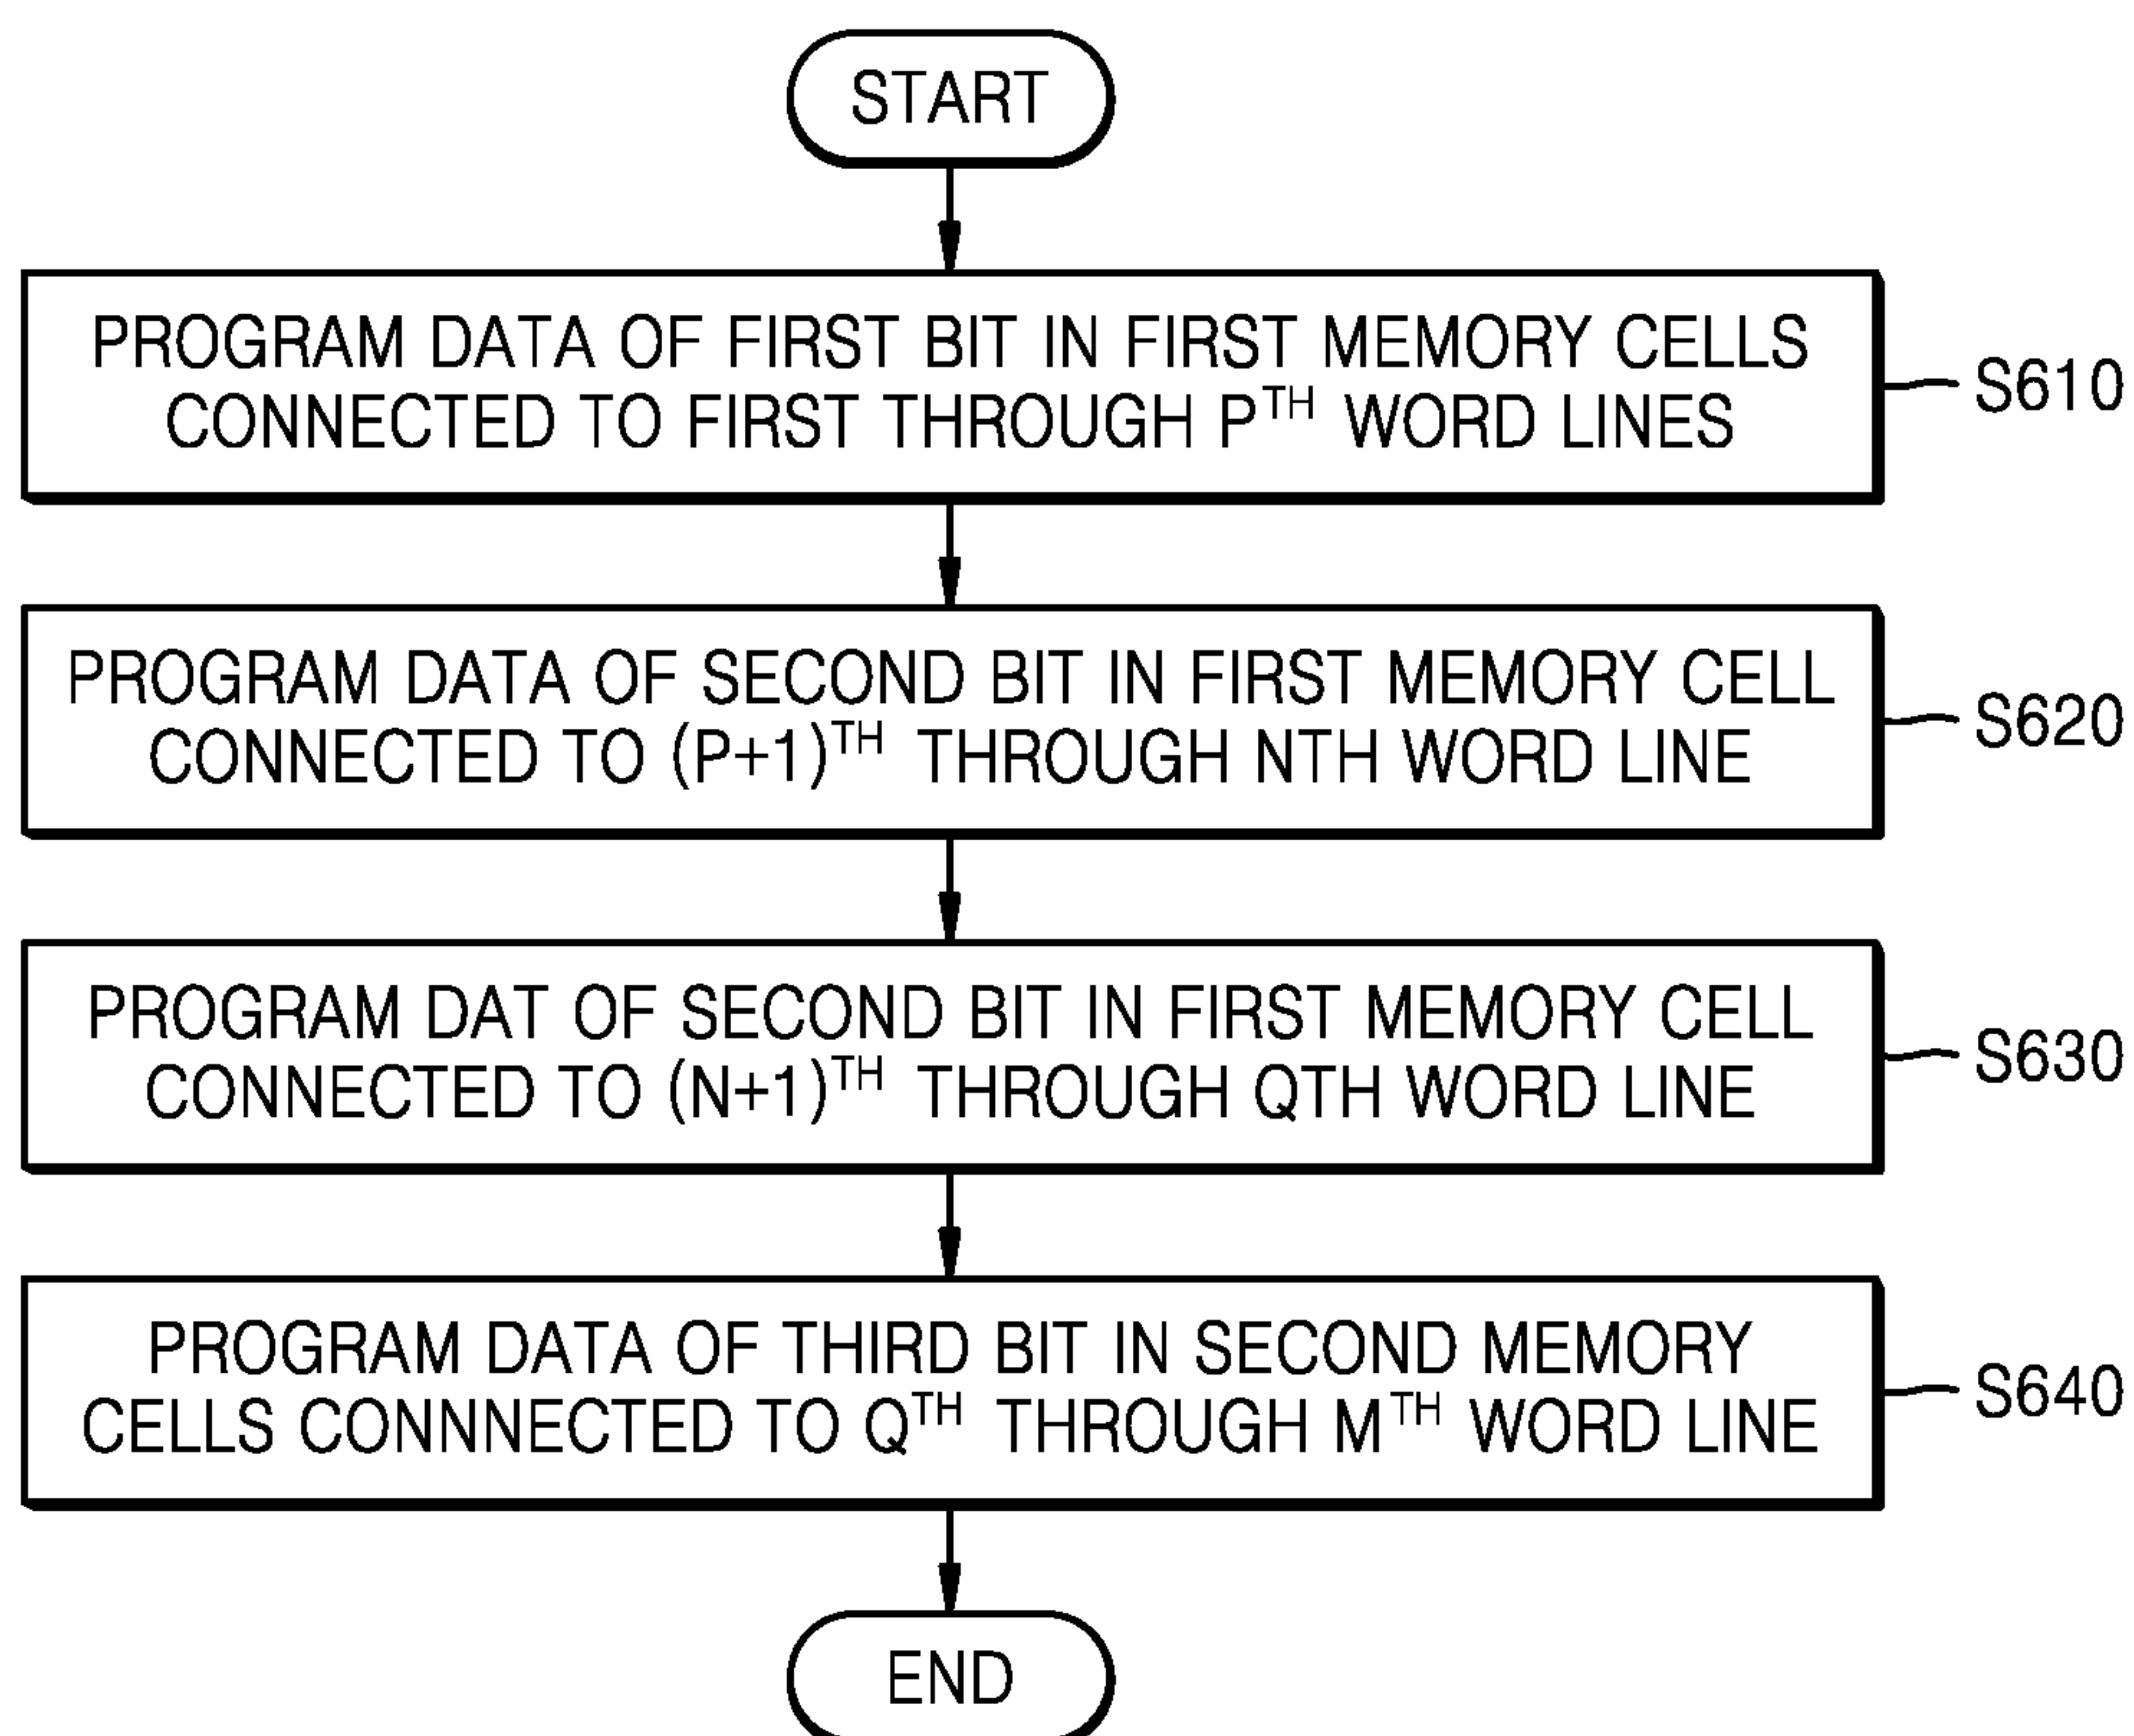 START
PROGRAM DATA OF FIRST BIT IN FIRST MEMORY CELLS
CONNECTED TO FIRST THROUGH PTH WORD LINES
S610
PROGRAM DATA OF SECOND BIT IN FIRST MEMORY CELL
CONNECTED TO (P+1)TH THROUGH NTH WORD LINE
S620
PROGRAM DAT OF SECOND BIT IN FIRST MEMORY CELL
CONNECTED TO (N+1)TH THROUGH QTH WORD LINE
S630
PROGRAM DATA OF THIRD BIT IN SECOND MEMORY
CELLS CONNNECTED TO QTH THROUGH MTH WORD LINE
S640
END